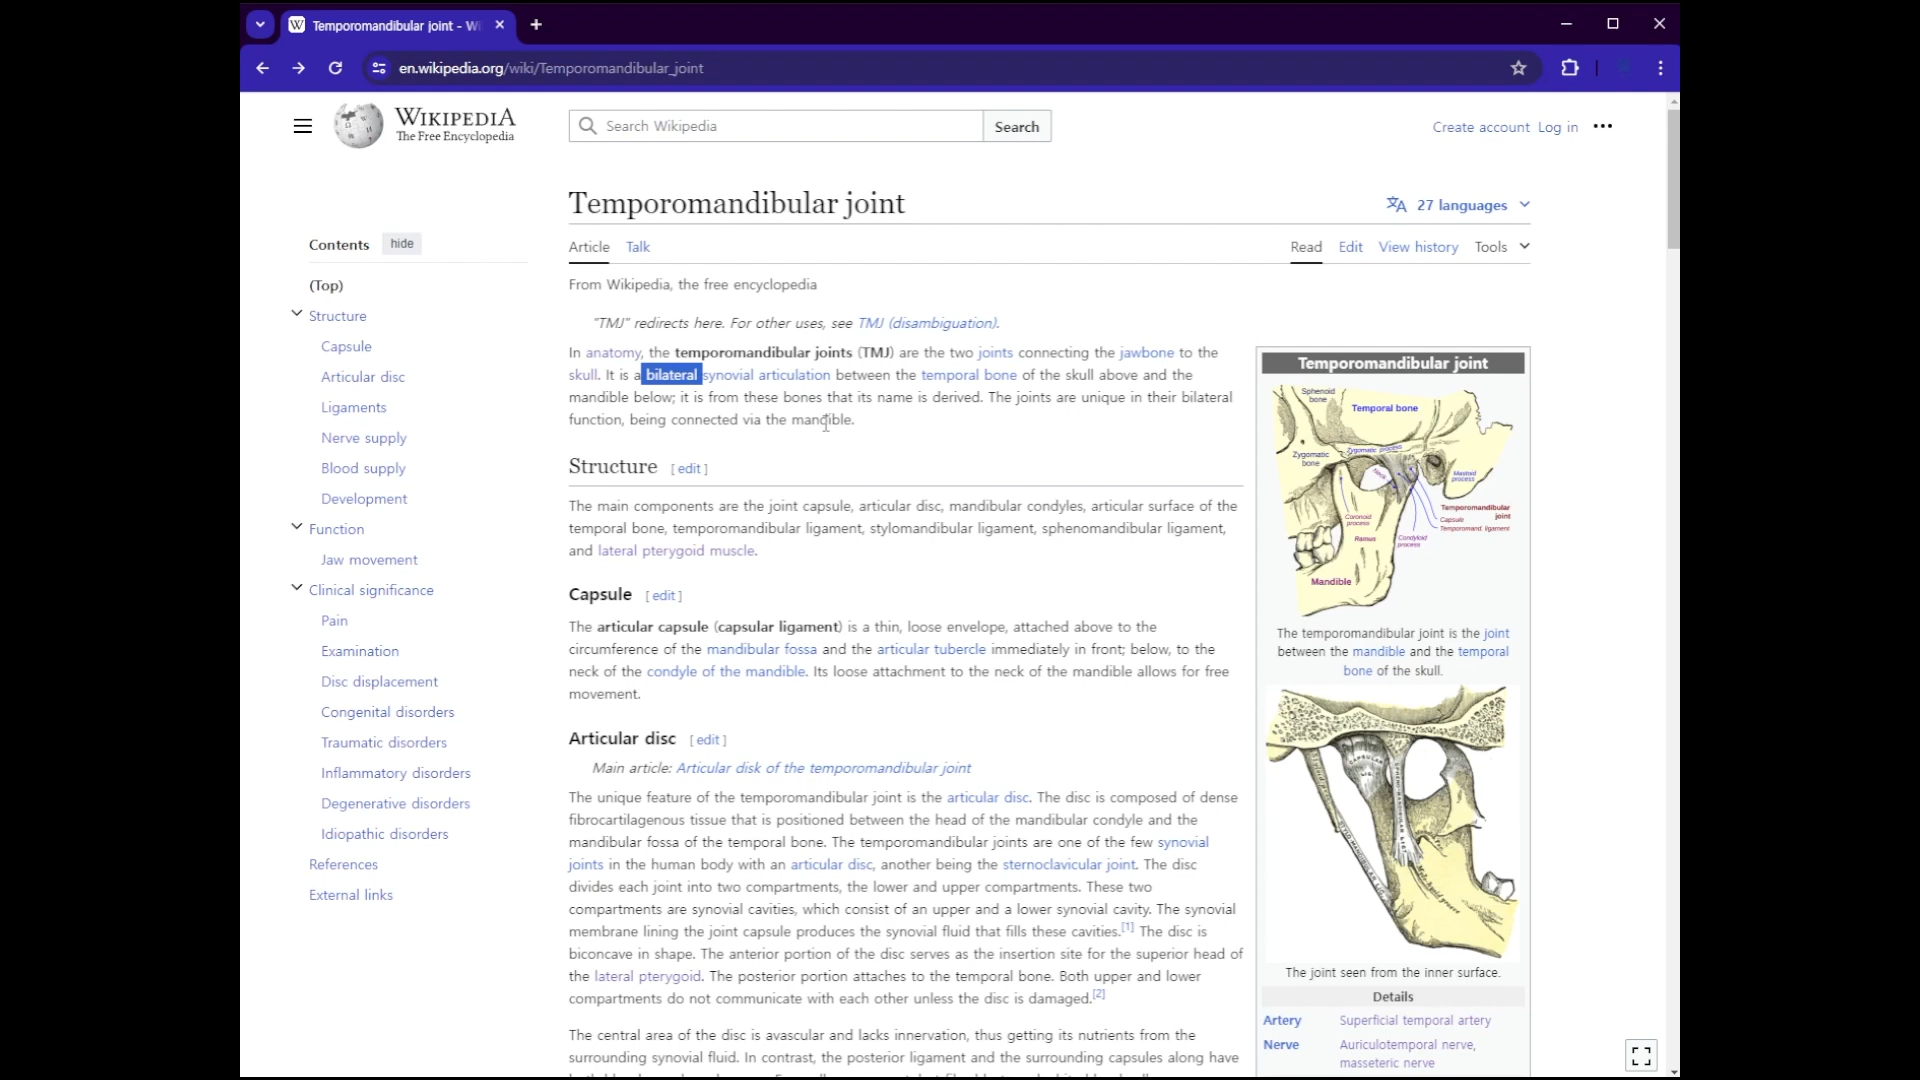 Temporomandibular joint - Wi
en.wikipedia.org/wiki/Temporomandibular_joint
WIKIPEDIA
The Free Encyclopedia
Search Wikipedia
Search
Create account Log in
Temporomandibular joint
27 languages
Contents hide
Article Talk
Read Edit View history Tools
(Top)
Structure
Capsule
Articular disc
Ligaments
Nerve supply
Blood supply
Development
Function
Jaw movement
Clinical significance
Pain
Examination
Disc displacement
Congenital disorders
Traumatic disorders
Inflammatory disorders
Degenerative disorders
Idiopathic disorders
References
External links
From Wikipedia, the free encyclopedia
"TMJ" redirects here. For other uses, see TMJ (disambiguation).
In anatomy, the temporomandibular joints (TMJ) are the two joints connecting the jawbone to the
skull. It is a bilateral synovial articulation between the temporal bone of the skull above and the
mandible below; it is from these bones that its name is derived. The joints are unique in their bilateral
function, being connected via the mandible.
Structure [ edit ]
The main components are the joint capsule, articular disc, mandibular condyles, articular surface of the
temporal bone, temporomandibular ligament, stylomandibular ligament, sphenomandibular ligament,
and lateral pterygoid muscle.
Capsule [ edit ]
The articular capsule (capsular ligament) is a thin, loose envelope, attached above to the
circumference of the mandibular fossa and the articular tubercle immediately in front; below, to the
neck of the condyle of the mandible. Its loose attachment to the neck of the mandible allows for free
movement.
Articular disc [ edit ]
Main article: Articular disk of the temporomandibular joint
The unique feature of the temporomandibular joint is the articular disc. The disc is composed of dense
fibrocartilagenous tissue that is positioned between the head of the mandibular condyle and the
mandibular fossa of the temporal bone. The temporomandibular joints are one of the few synovial
joints in the human body with an articular disc, another being the sternoclavicular joint. The disc
divides each joint into two compartments, the lower and upper compartments. These two
compartments are synovial cavities, which consist of an upper and a lower synovial cavity. The synovial
membrane lining the joint capsule produces the synovial fluid that fills these cavities.[1] The disc is
biconcave in shape. The anterior portion of the disc serves as the insertion site for the superior head of
the lateral pterygoid. The posterior portion attaches to the temporal bone. Both upper and lower
compartments do not communicate with each other unless the disc is damaged.[2]
The central area of the disc is avascular and lacks innervation, thus getting its nutrients from the
surrounding synovial fluid. In contrast, the posterior ligament and the surrounding capsules along have
Temporomandibular joint
Sphenoid
bone
Temporal bone
Zygomatic process
Zygomatic
bone
Neck
Mastoid
process
Temporomandibular
joint
Capsule
Temporomand. ligament
Coronoid
process
Ramus
Condyloid
process
Mandible
The temporomandibular joint is the joint
between the mandible and the temporal
bone of the skull.
CAPSULAR
LIG.
The joint seen from the inner surface.
Details
Artery Superficial temporal artery
Nerve Auriculotemporal nerve,
masseteric nerve